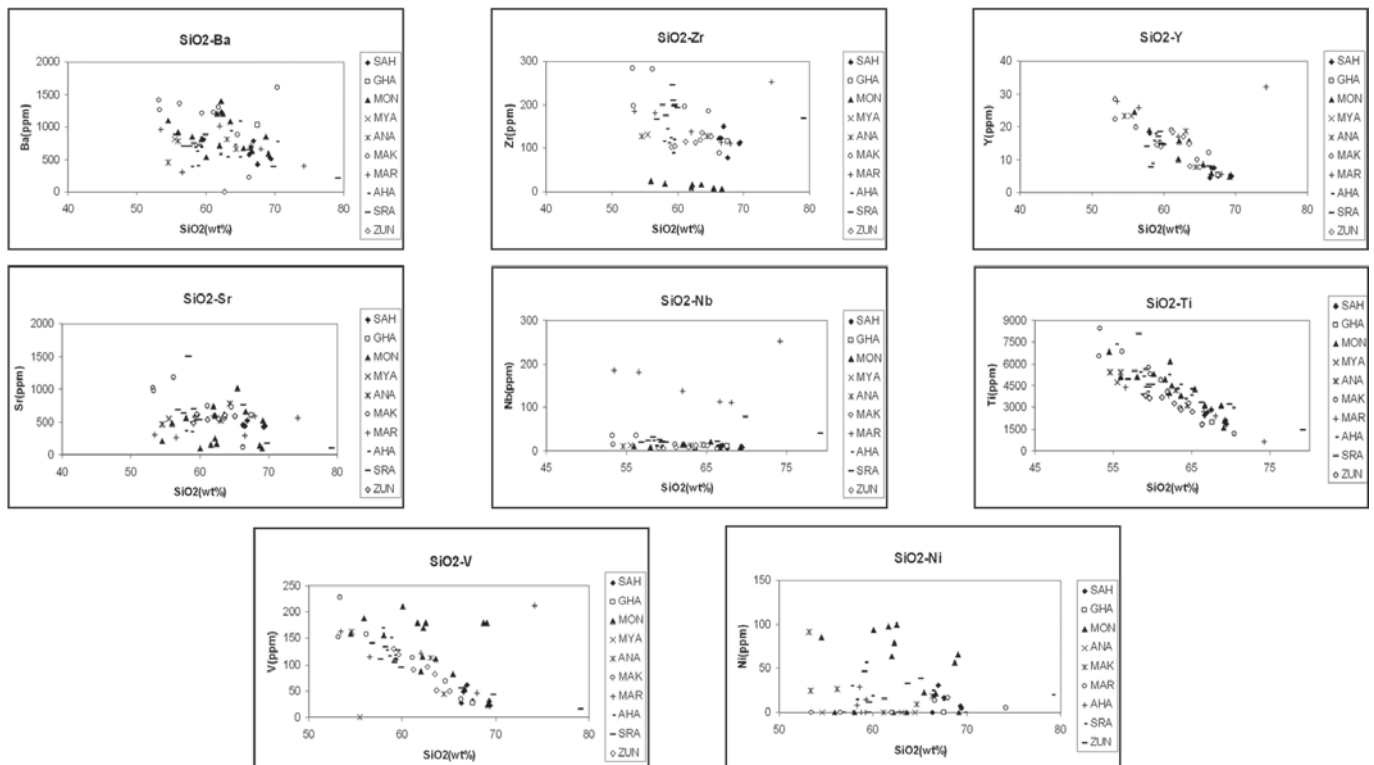 SiO2-Ba
Ba(ppm)
2000
1500
1000
500
0
40 50 60 70 80
SiO2(wt%)
SAH
GHA
MON
MYA
ANA
MAK
MAR
AHA
SRA
ZUN
SiO2-Zr
Zr(ppm)
300
200
100
0
40 50 60 70 80
SiO2(wt%)
SAH
GHA
MON
MYA
ANA
MAK
MAR
AHA
SRA
ZUN
SiO2-Y
Y(ppm)
40
30
20
10
0
40 50 60 70 80
SiO2(wt%)
SAH
GHA
MON
MYA
ANA
MAK
MAR
AHA
SRA
ZUN
SiO2-Sr
Sr(ppm)
2000
1500
1000
500
0
40 50 60 70 80
SiO2(wt%)
SAH
GHA
MON
MYA
ANA
MAK
MAR
AHA
SRA
ZUN
SiO2-Nb
Nb(ppm)
300
200
100
0
45 55 65 75
SiO2(wt%)
SAH
GHA
MON
MYA
ANA
MAK
MAR
AHA
SRA
ZUN
SiO2-Ti
Ti(ppm)
9000
7500
6000
4500
3000
1500
0
45 55 65 75
SiO2(wt%)
SAH
GHA
MON
MYA
ANA
MAK
MAR
AHA
SRA
ZUN
SiO2-V
V(ppm)
250
200
150
100
50
0
50 60 70 80
SiO2(wt%)
SAH
GHA
MON
MYA
ANA
MAK
MAR
AHA
SRA
ZUN
SiO2-Ni
Ni(ppm)
150
100
50
0
50 60 70 80
SiO2(wt%)
SAH
GHA
MON
ANA
MAK
MAR
AHA
SRA
ZUN